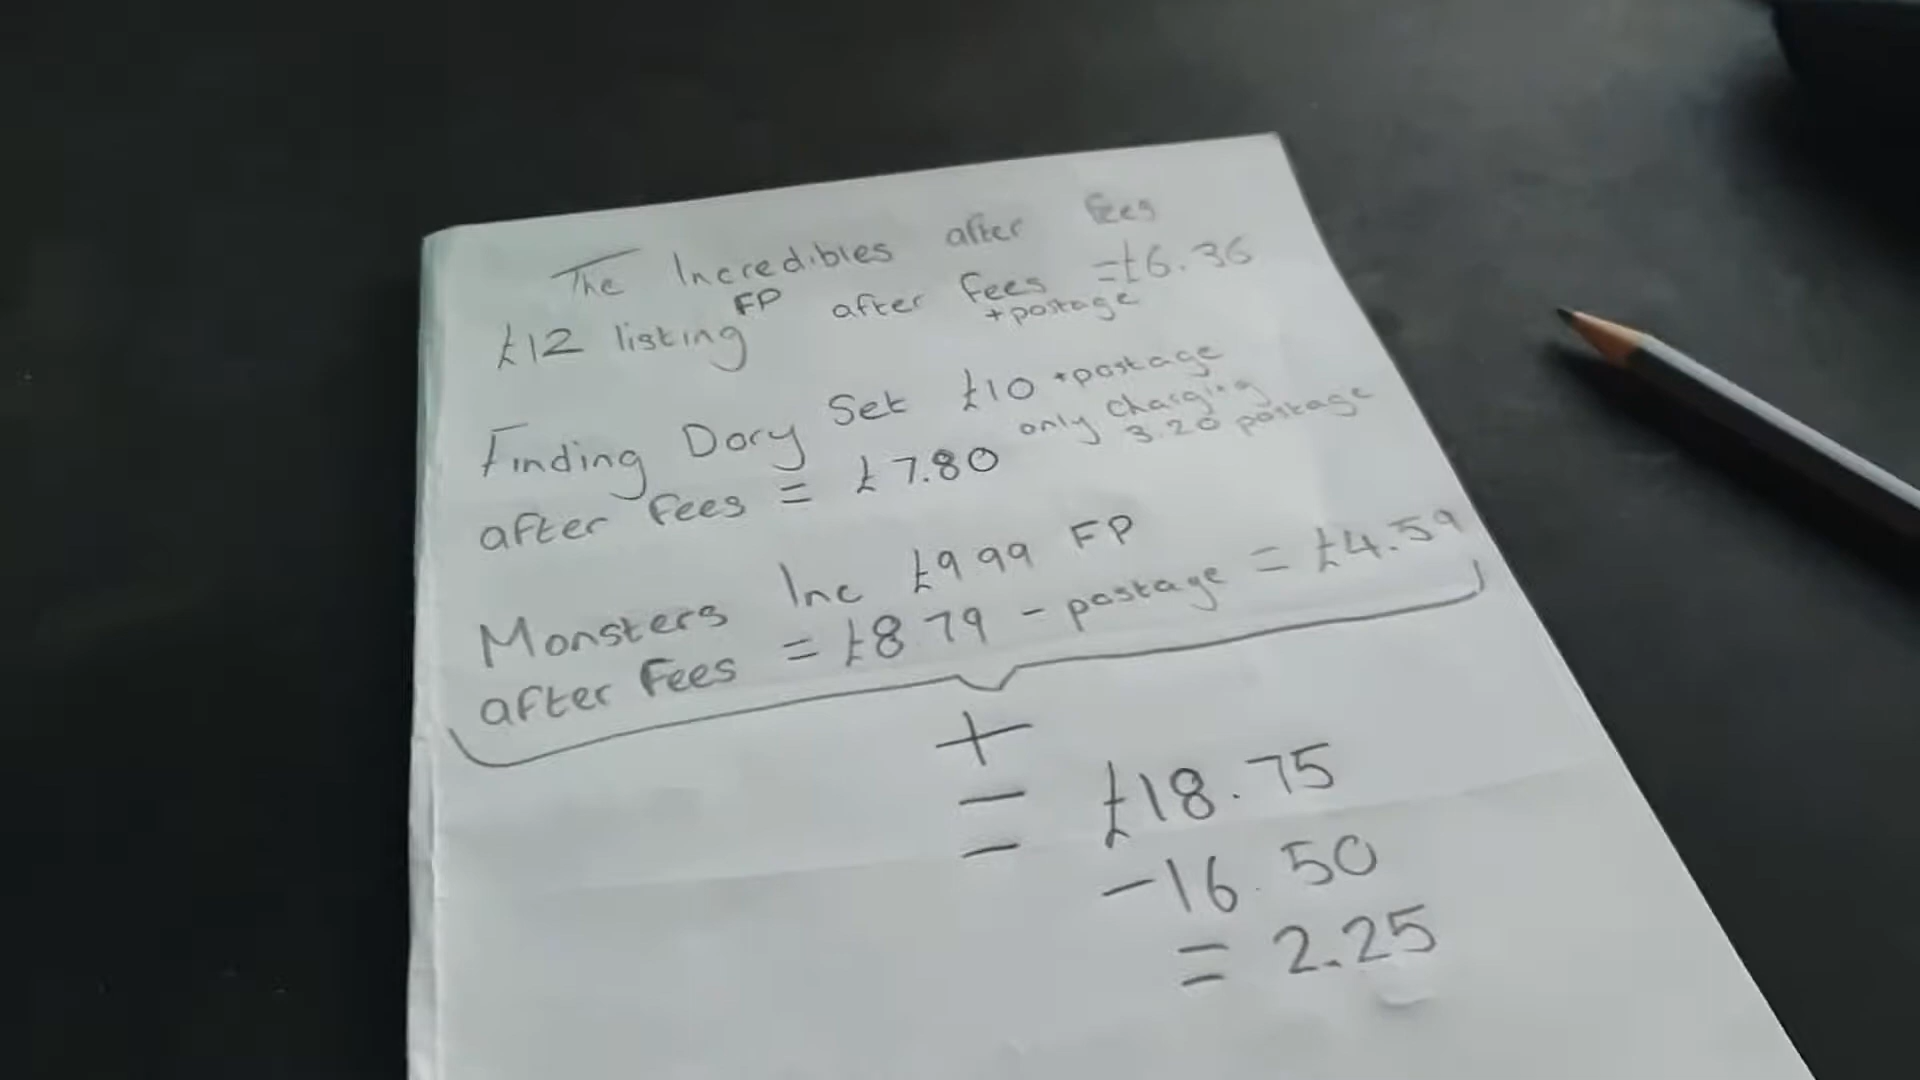 The Incredibles after fees
£12 listing FP after fees = £6.36
+postage
Finding Dory Set £10 +postage
only charging
3.20 postage
after fees = £7.80
Monsters Inc £9.99 FP
after fees = £8.79 - postage = £4.59
+
= £18.75
-16.50
= 2.25